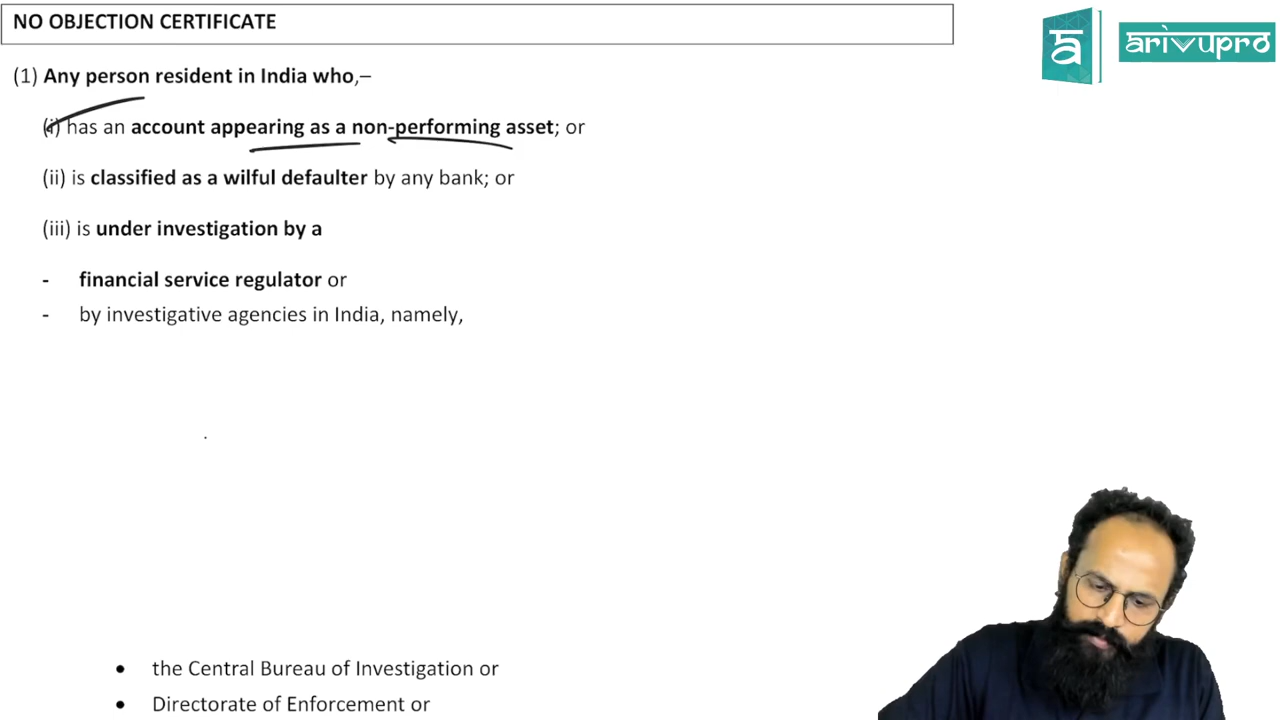 NO OBJECTION CERTIFICATE
ā
arivupro
(1) Any person resident in India who,–
(i) has an account appearing as a non-performing asset; or
(ii) is classified as a wilful defaulter by any bank; or
(iii) is under investigation by a
- financial service regulator or
- by investigative agencies in India, namely,
• the Central Bureau of Investigation or
• Directorate of Enforcement or